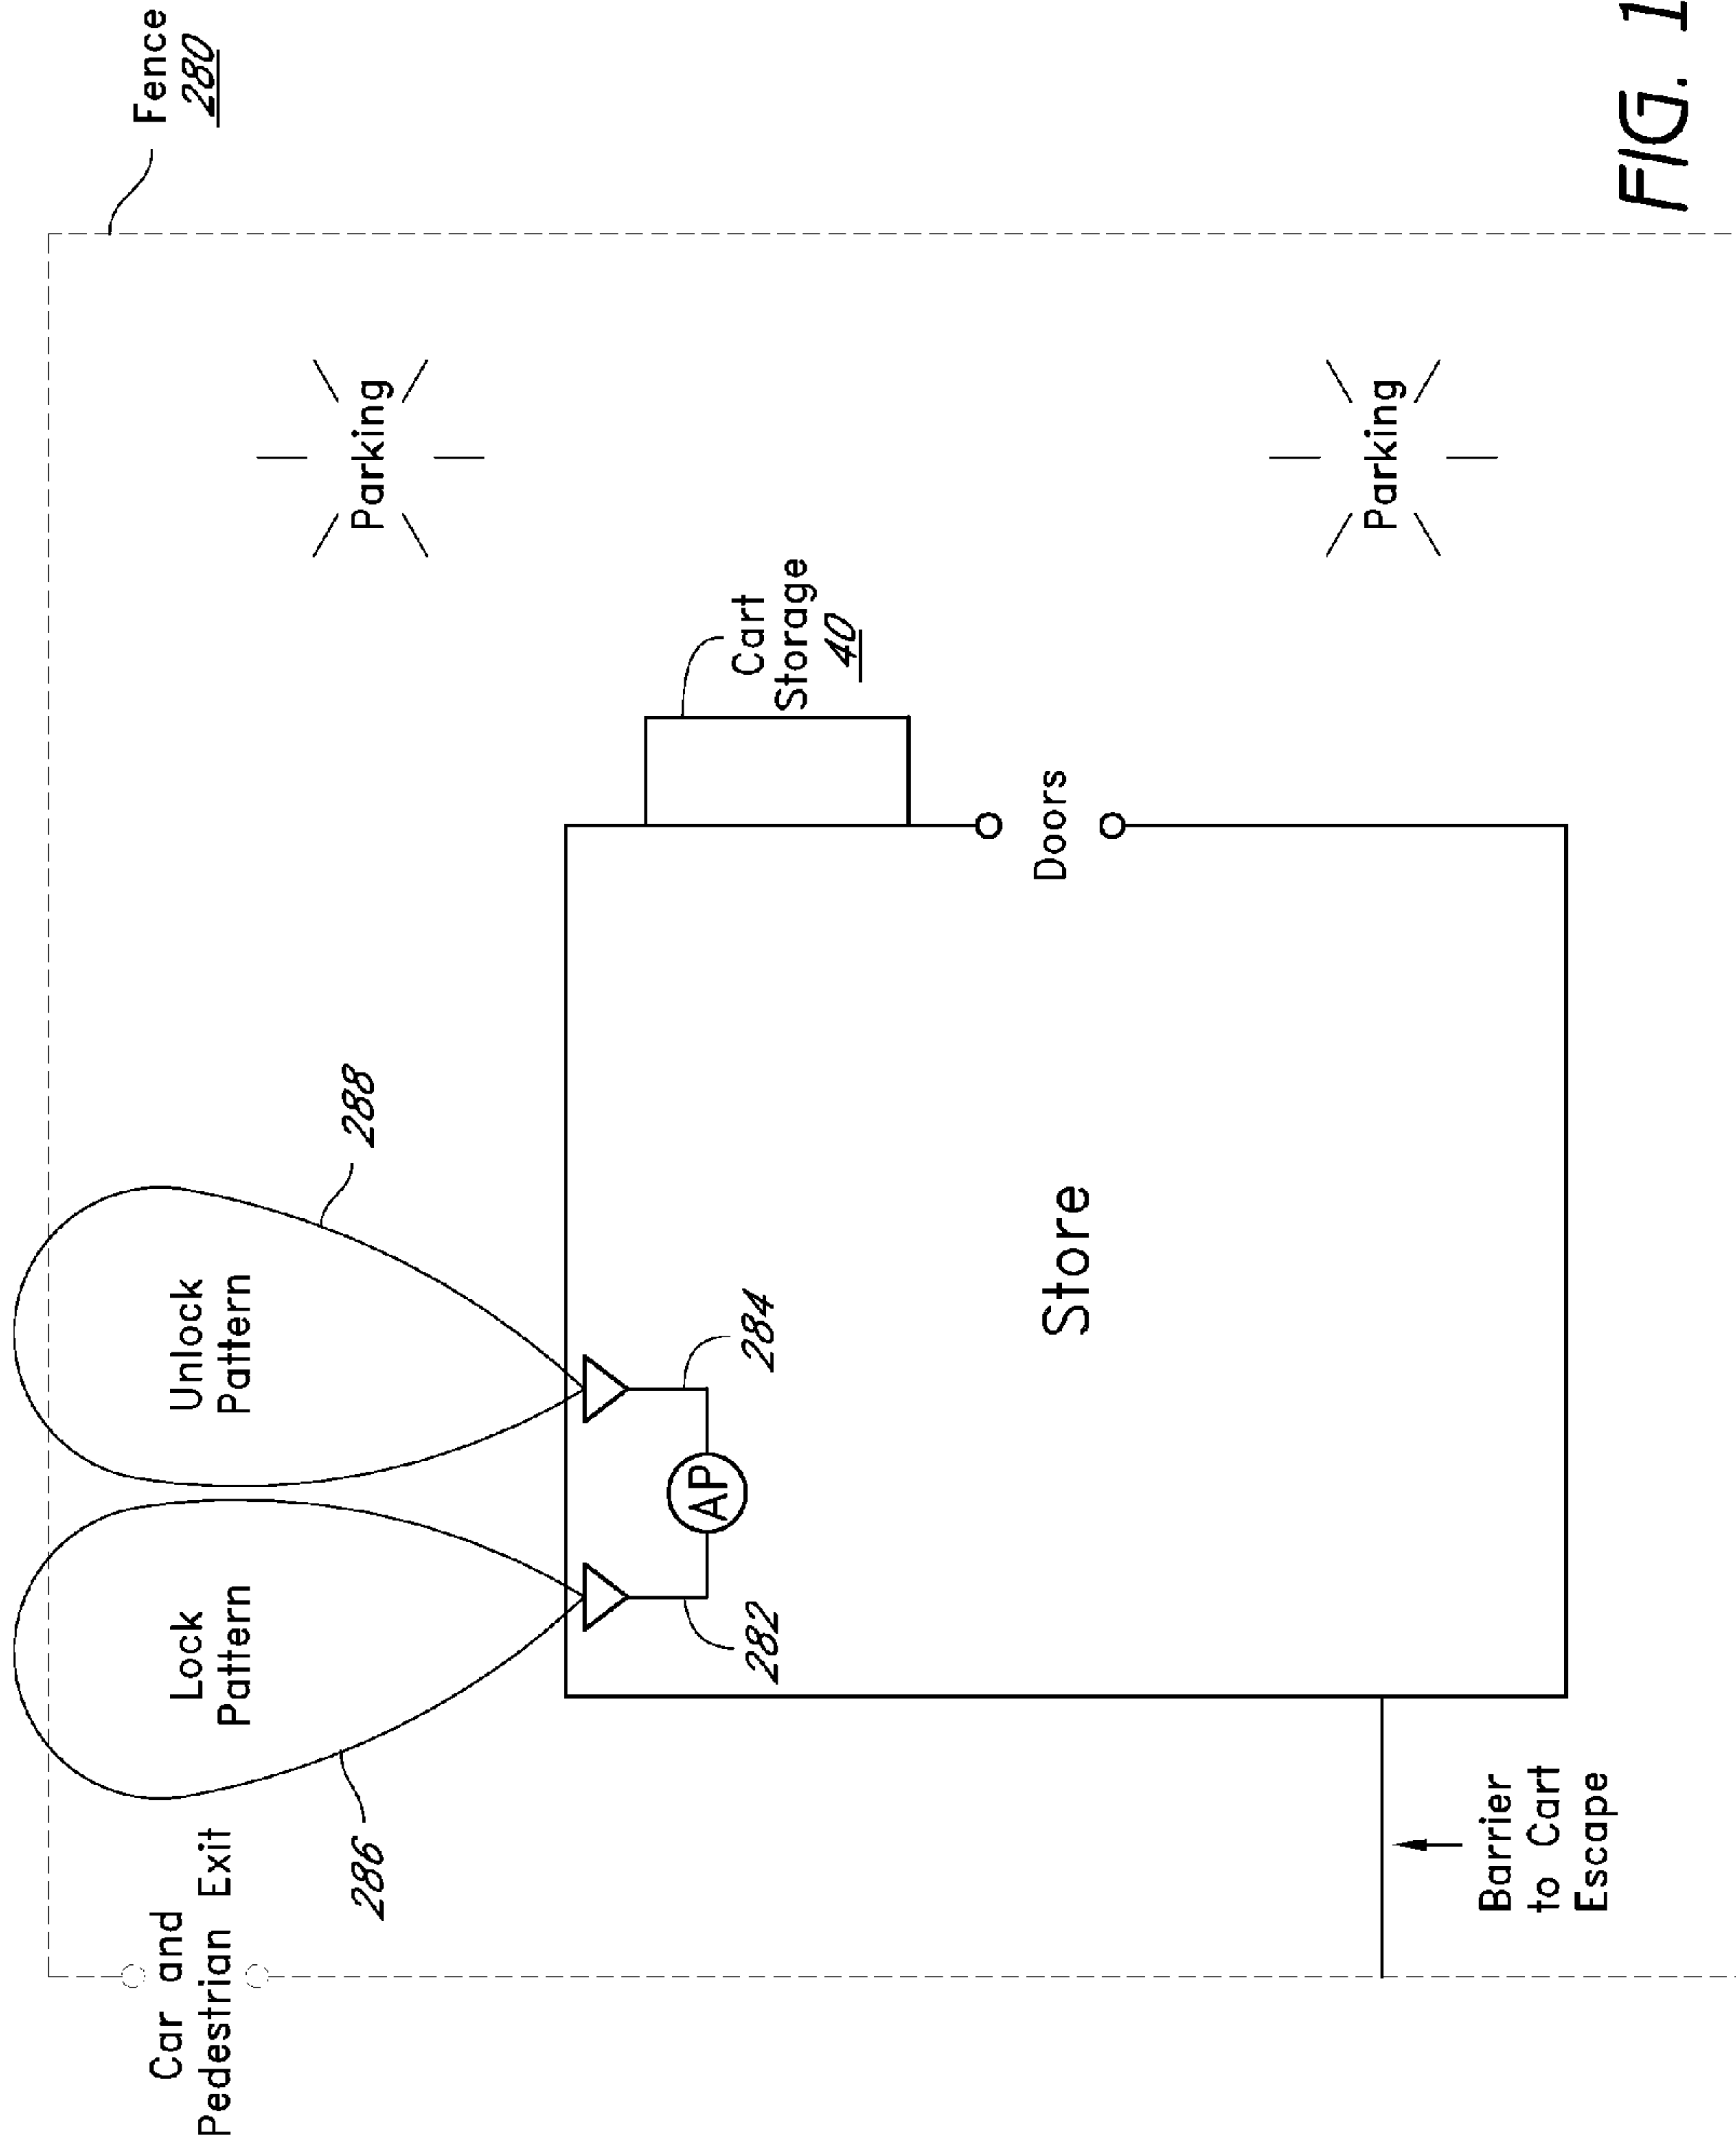 Car and
Pedestrian Exit
Lock
Pattern
Unlock
Pattern
Fence
280
286
288
Parking
AP
282
284
Cart
Storage
40
Store
Doors
Parking
Barrier
to Cart
Escape
FIG. 1